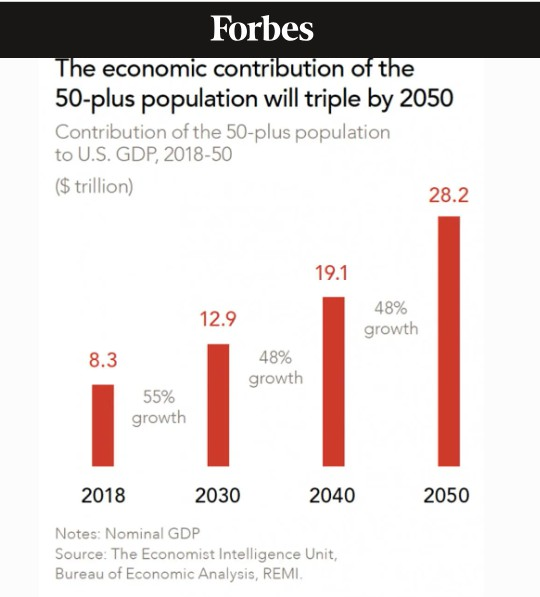 Forbes
The economic contribution of the
50-plus population will triple by 2050
Contribution of the 50-plus population
to U.S. GDP, 2018-50
($ trillion)
28.2
19.1
48%
growth
12.9
48%
growth
8.3
55%
growth
2018 2030 2040 2050
Notes: Nominal GDP
Source: The Economist Intelligence Unit,
Bureau of Economic Analysis, REMI.